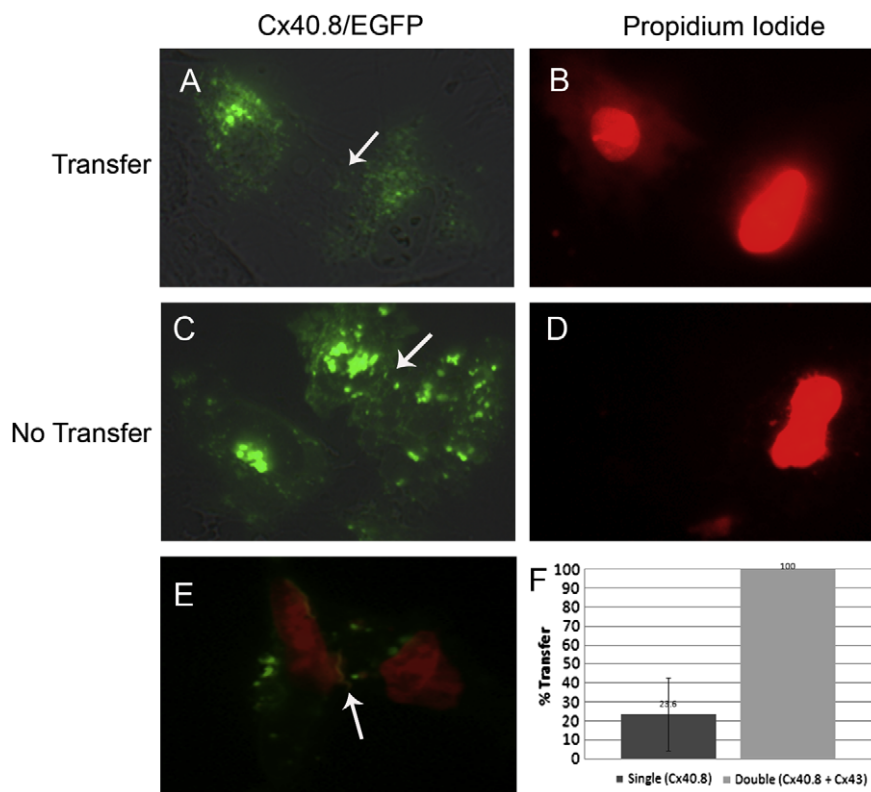 Cx40.8/EGFP
Propidium Iodide
A
B
Transfer
C
D
No Transfer
E
F
100
90
80
70
60
50
40
30
20
10
0
% Transfer
23.6
100
Single (Cx40.8)
Double (Cx40.8 + Cx43)